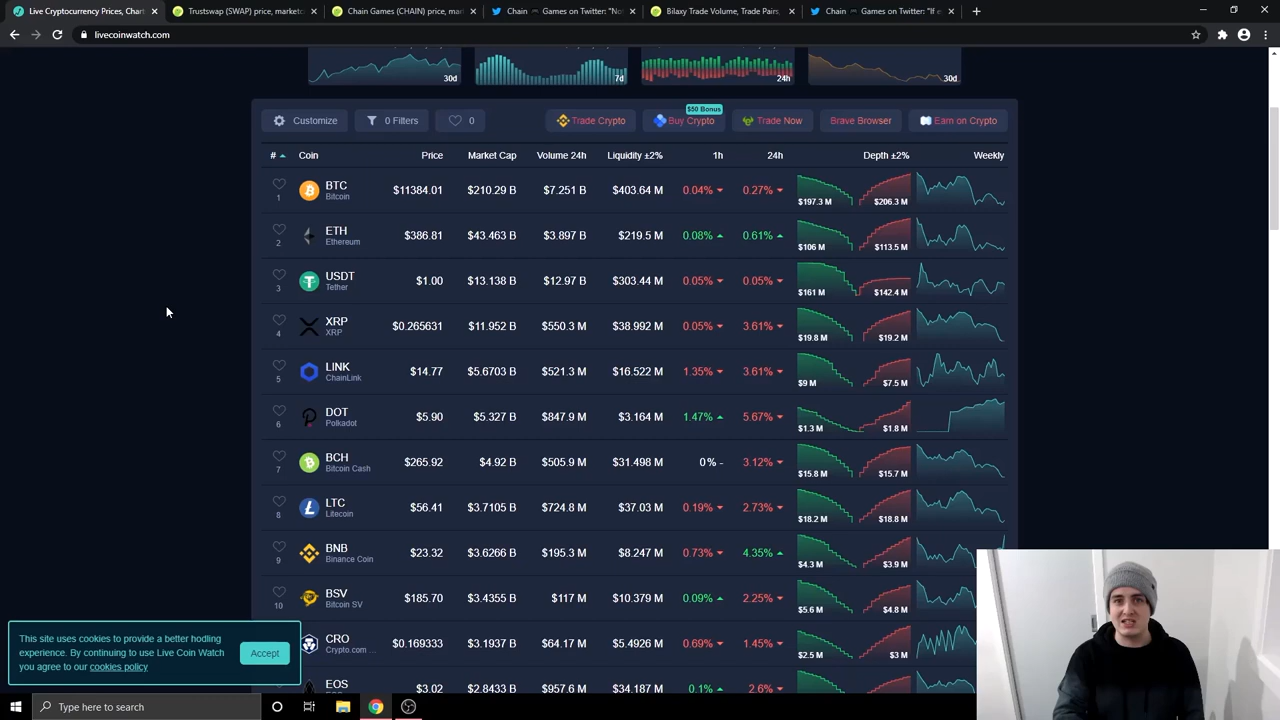 Live Cryptocurrency Prices, Chart
Trustswap (SWAP) price, marketc
Chain Games (CHAIN) price, mar
Chain Games on Twitter: "No
Bilaxy Trade Volume, Trade Pairs,
Chain Games on Twitter: "If e
livecoinwatch.com
30d
7d
24h
30d
Customize
0 Filters
0
Trade Crypto
$50 Bonus
Buy Crypto
Trade Now
Brave Browser
Earn on Crypto
# Coin Price Market Cap Volume 24h Liquidity ±2% 1h 24h Depth ±2% Weekly
1 BTC Bitcoin $11384.01 $210.29 B $7.251 B $403.64 M 0.04% 0.27% $197.3 M $206.3 M
2 ETH Ethereum $386.81 $43.463 B $3.897 B $219.5 M 0.08% 0.61% $106 M $113.5 M
3 USDT Tether $1.00 $13.138 B $12.97 B $303.44 M 0.05% 0.05% $161 M $142.4 M
4 XRP XRP $0.265631 $11.952 B $550.3 M $38.992 M 0.05% 3.61% $19.8 M $19.2 M
5 LINK ChainLink $14.77 $5.6703 B $521.3 M $16.522 M 1.35% 3.61% $9 M $7.5 M
6 DOT Polkadot $5.90 $5.327 B $847.9 M $3.164 M 1.47% 5.67% $1.3 M $1.8 M
7 BCH Bitcoin Cash $265.92 $4.92 B $505.9 M $31.498 M 0% - 3.12% $15.8 M $15.7 M
8 LTC Litecoin $56.41 $3.7105 B $724.8 M $37.03 M 0.19% 2.73% $18.2 M $18.8 M
9 BNB Binance Coin $23.32 $3.6266 B $195.3 M $8.247 M 0.73% 4.35% $4.3 M $3.9 M
10 BSV Bitcoin SV $185.70 $3.4355 B $117 M $10.379 M 0.09% 2.25% $5.6 M $4.8 M
CRO Crypto.com ... $0.169333 $3.1937 B $64.17 M $5.4926 M 0.69% 1.45% $2.5 M $3 M
EOS $3.02 $2.8433 B $957.6 M $34.187 M 0.1% 2.6%
This site uses cookies to provide a better hodling
experience. By continuing to use Live Coin Watch
you agree to our cookies policy
Accept
Type here to search